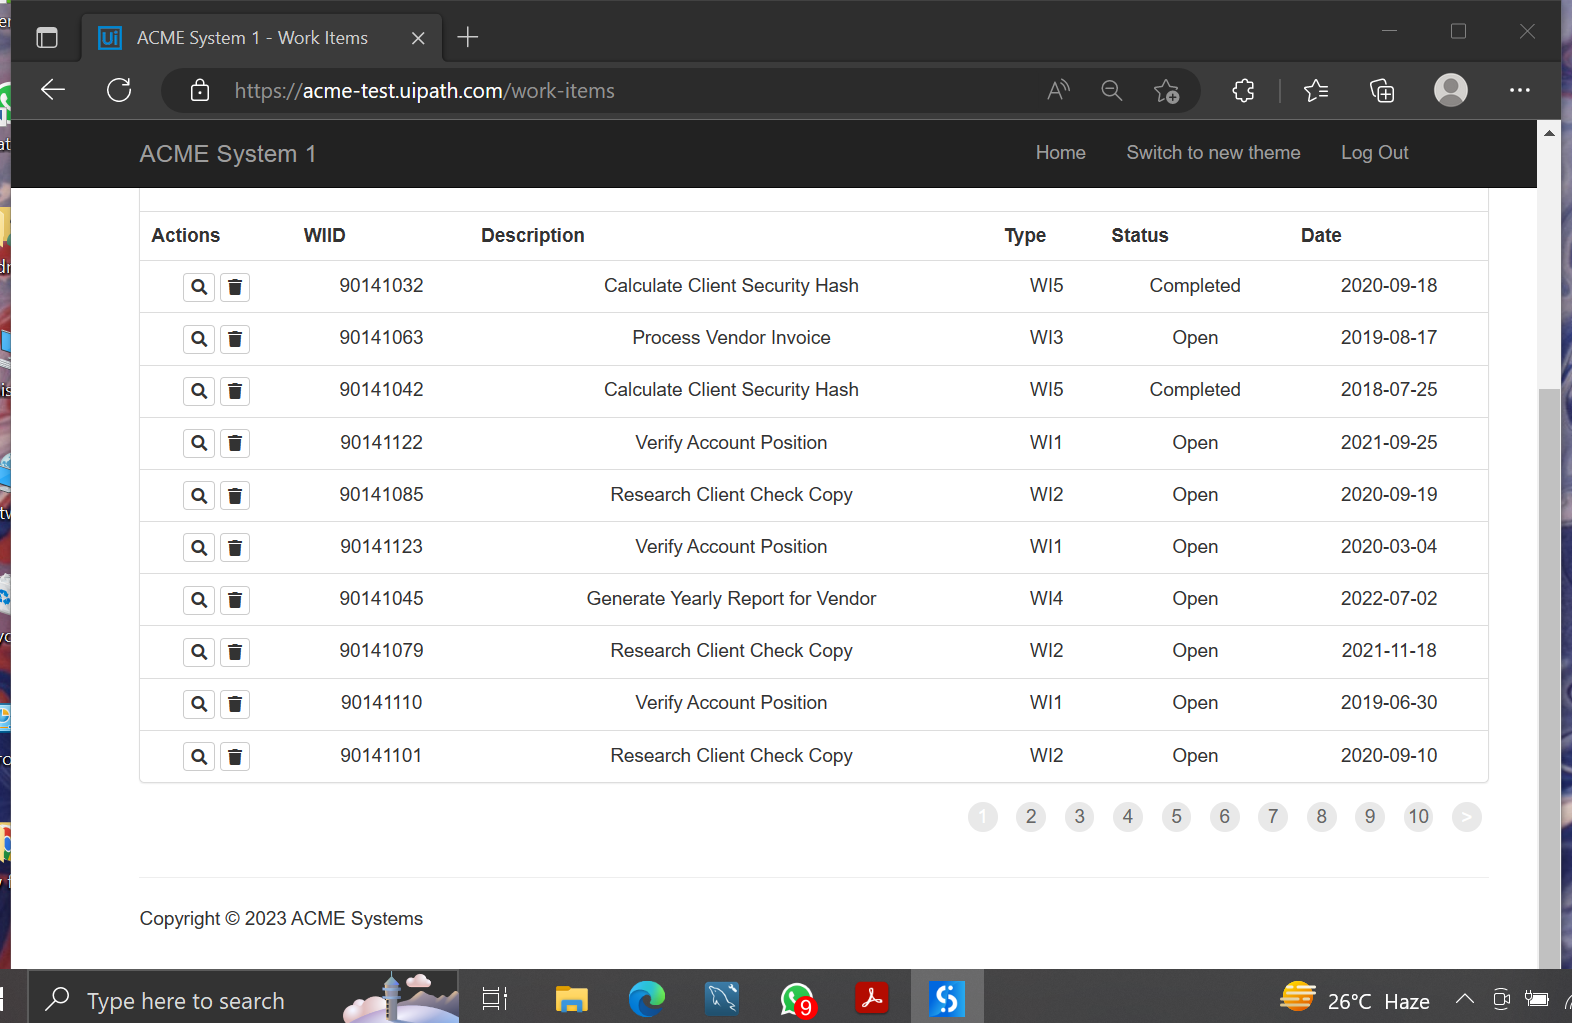 ACME System 1 - Work Items
https://acme-test.uipath.com/work-items
ACME System 1 Home Switch to new theme Log Out
Actions WIID Description Type Status Date
90141032 Calculate Client Security Hash WI5 Completed 2020-09-18
90141063 Process Vendor Invoice WI3 Open 2019-08-17
90141042 Calculate Client Security Hash WI5 Completed 2018-07-25
90141122 Verify Account Position WI1 Open 2021-09-25
90141085 Research Client Check Copy WI2 Open 2020-09-19
90141123 Verify Account Position WI1 Open 2020-03-04
90141045 Generate Yearly Report for Vendor WI4 Open 2022-07-02
90141079 Research Client Check Copy WI2 Open 2021-11-18
90141110 Verify Account Position WI1 Open 2019-06-30
90141101 Research Client Check Copy WI2 Open 2020-09-10
1 2 3 4 5 6 7 8 9 10 >
Copyright © 2023 ACME Systems
Type here to search 9 26°C Haze